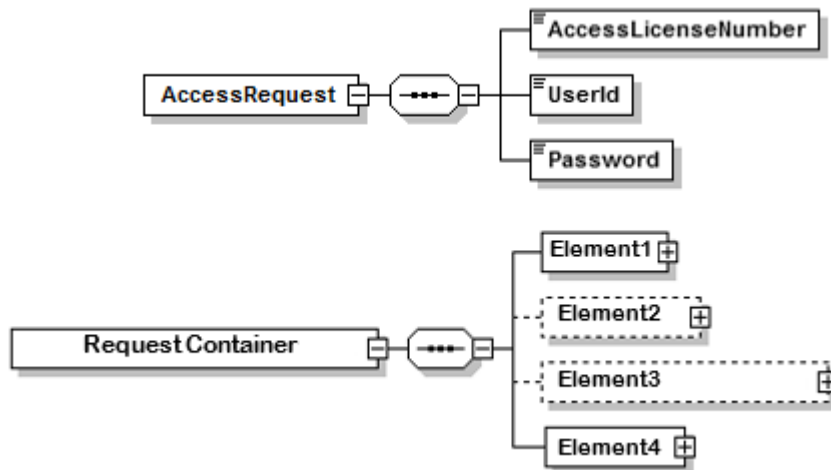 AccessRequest
AccessLicenseNumber
UserId
Password
Request Container
Element1
Element2
Element3
Element4